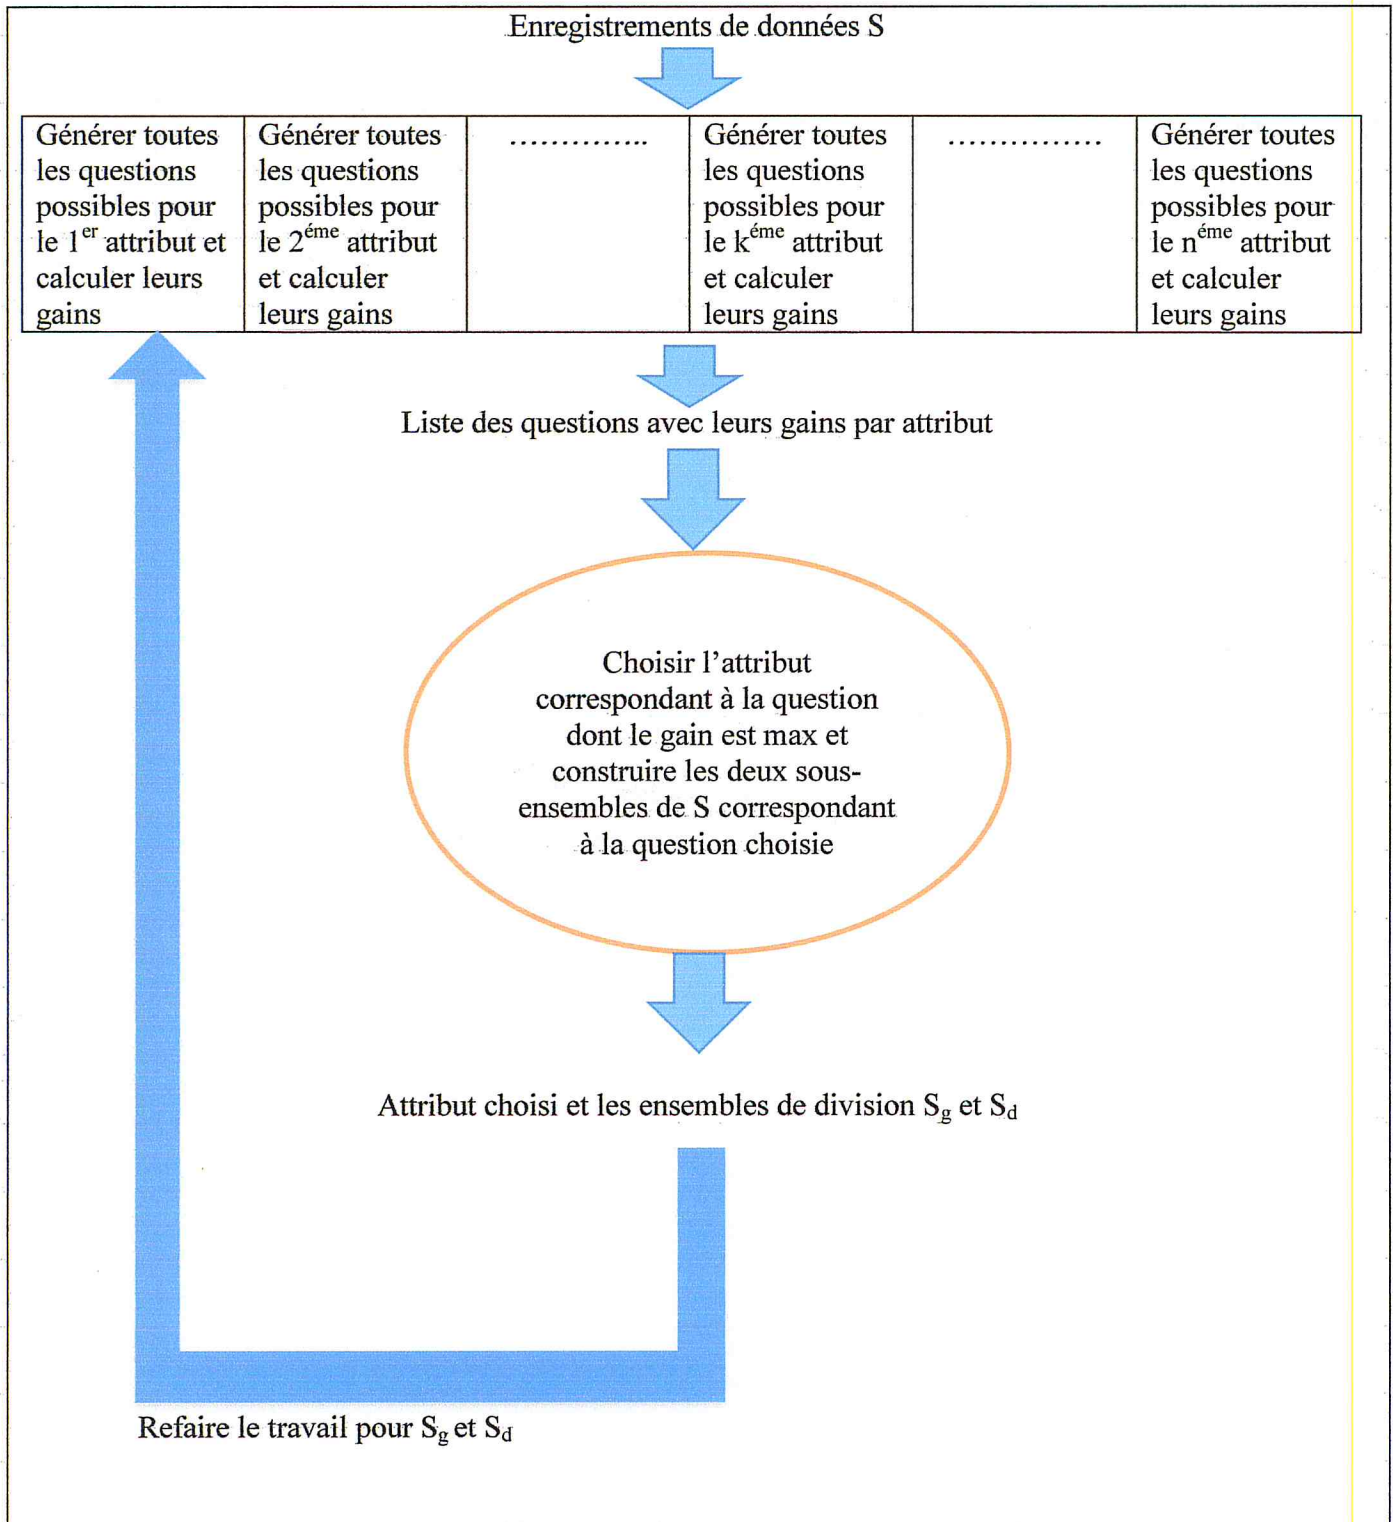 Enregistrements de données S
Générer toutes
les questions
possibles pour
le 1er attribut et
calculer leurs
gains
Générer toutes
les questions
possibles pour
le 2éme attribut
et calculer
leurs gains
…………..
Générer toutes
les questions
possibles pour
le kéme attribut
et calculer
leurs gains
……………
Générer toutes
les questions
possibles pour
le néme attribut
et calculer
leurs gains
Liste des questions avec leurs gains par attribut
Choisir l’attribut
correspondant à la question
dont le gain est max et
construire les deux sous-
ensembles de S correspondant
à la question choisie
Attribut choisi et les ensembles de division Sg et Sd
Refaire le travail pour Sg et Sd